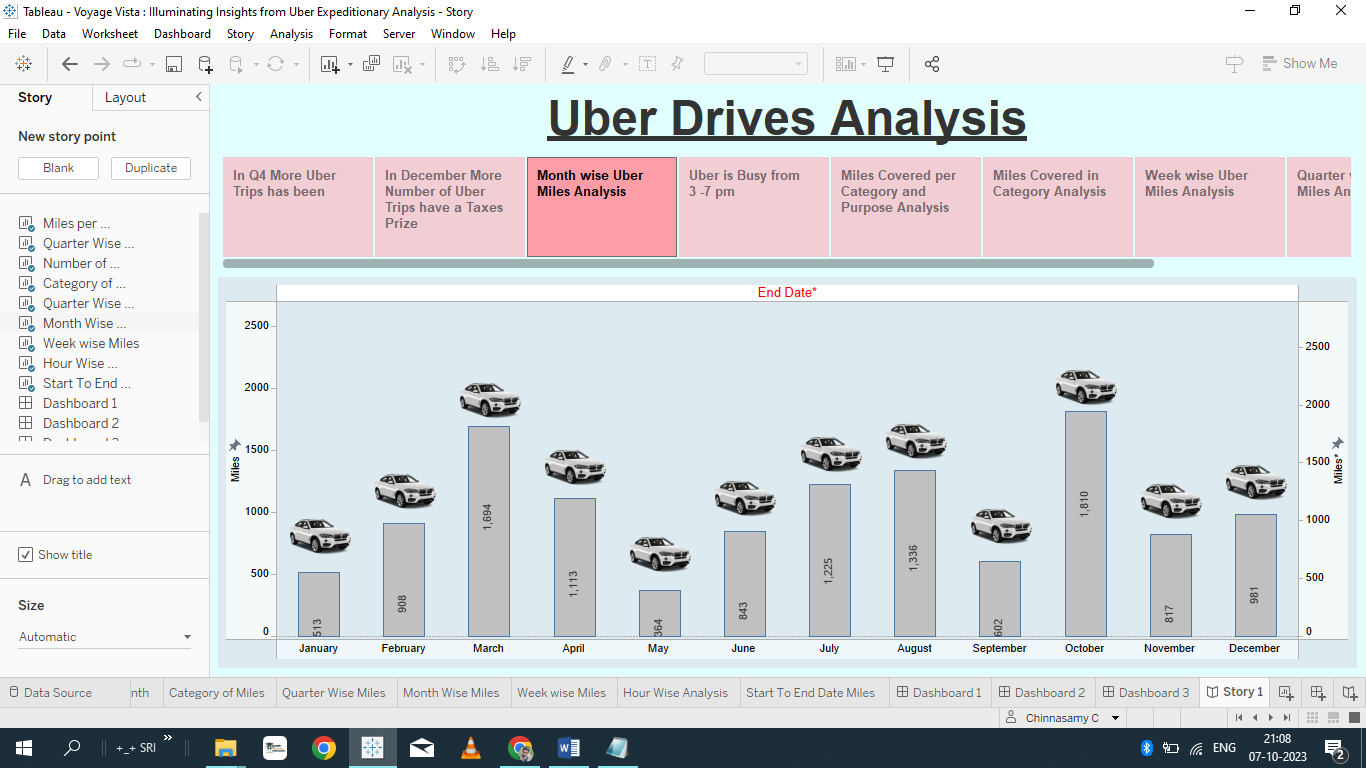 Tableau - Voyage Vista : Illuminating Insights from Uber Expeditionary Analysis - Story
File Data Worksheet Dashboard Story Analysis Format Server Window Help
Show Me
Story Layout
New story point
Blank Duplicate
Miles per ...
Quarter Wise ...
Number of ...
Category of ...
Quarter Wise ...
Month Wise ...
Week wise Miles
Hour Wise ...
Start To End ...
Dashboard 1
Dashboard 2
A Drag to add text
Show title
Size
Automatic
Uber Drives Analysis
In Q4 More Uber
Trips has been
In December More
Number of Uber
Trips have a Taxes
Prize
Month wise Uber
Miles Analysis
Uber is Busy from
3 -7 pm
Miles Covered per
Category and
Purpose Analysis
Miles Covered in
Category Analysis
Week wise Uber
Miles Analysis
Quarter
Miles An
End Date*
2500
2000
1500
1000
500
0
Miles
513
908
1,694
1,113
364
843
1,225
1,336
602
1,810
817
981
2500
2000
1500
1000
500
0
Miles*
January February March April May June July August September October November December
Data Source nth Category of Miles Quarter Wise Miles Month Wise Miles Week wise Miles Hour Wise Analysis Start To End Date Miles Dashboard 1 Dashboard 2 Dashboard 3 Story 1
Chinnasamy C
+_+ SRI » ENG 21:08
07-10-2023 2